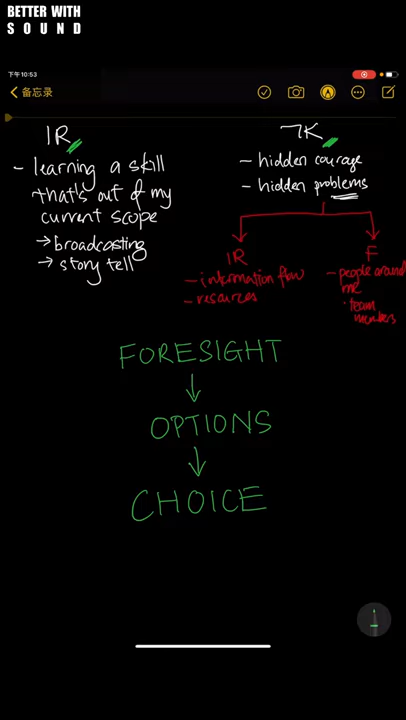 BETTER WITH
SOUND
下午10:53
备忘录
IR
- learning a skill
that's out of my
current scope
→ broadcasting
→ story tell
7K
- hidden courage
- hidden problems
IR
- information flow
- resources
F
- people around
me
· team
members
FORESIGHT
↓
OPTIONS
↓
CHOICE